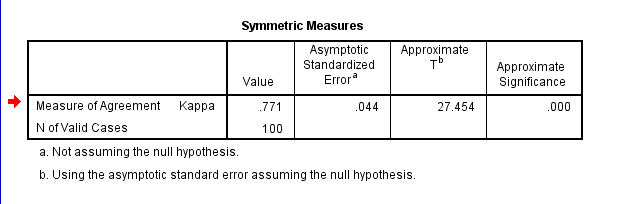 Symmetric Measures
Value
Asymptotic Standardized Error a
Approximate T b
Approximate Significance
Measure of Agreement Kappa .771 .044 27.454 .000
N of Valid Cases 100
a. Not assuming the null hypothesis.
b. Using the asymptotic standard error assuming the null hypothesis.